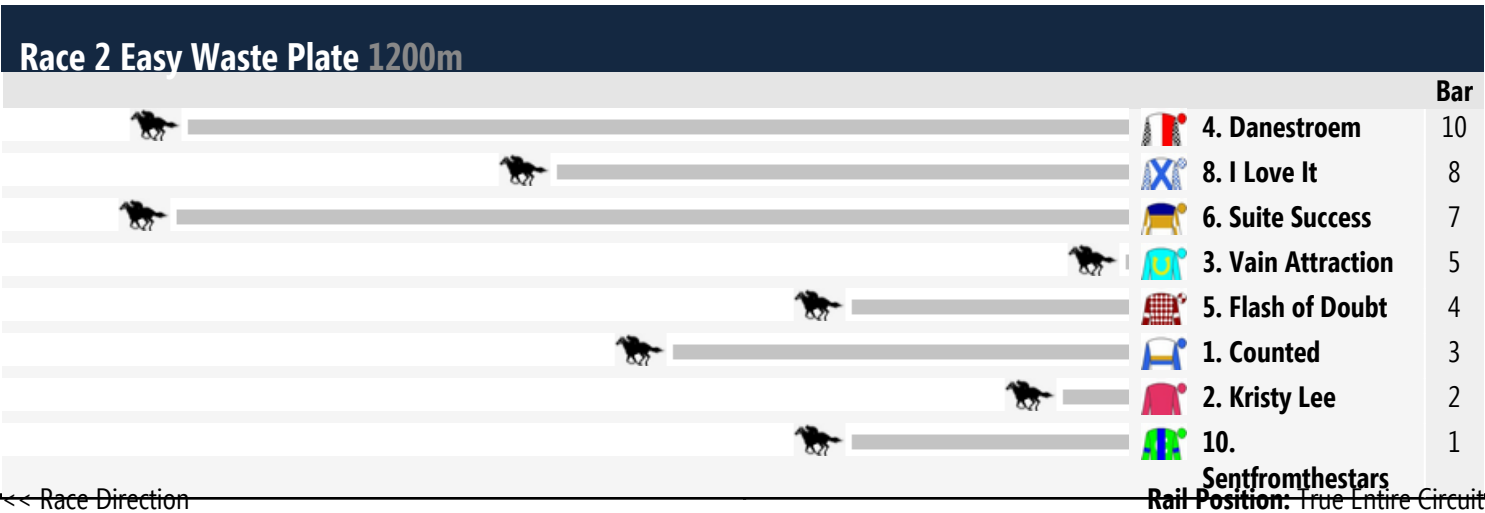 Race 2 Easy Waste Plate 1200m
Bar
4. Danestroem 10
8. I Love It 8
6. Suite Success 7
3. Vain Attraction 5
5. Flash of Doubt 4
1. Counted 3
2. Kristy Lee 2
10. 1
Sentfromthestars
<< Race Direction Rail Position: True Entire Circuit